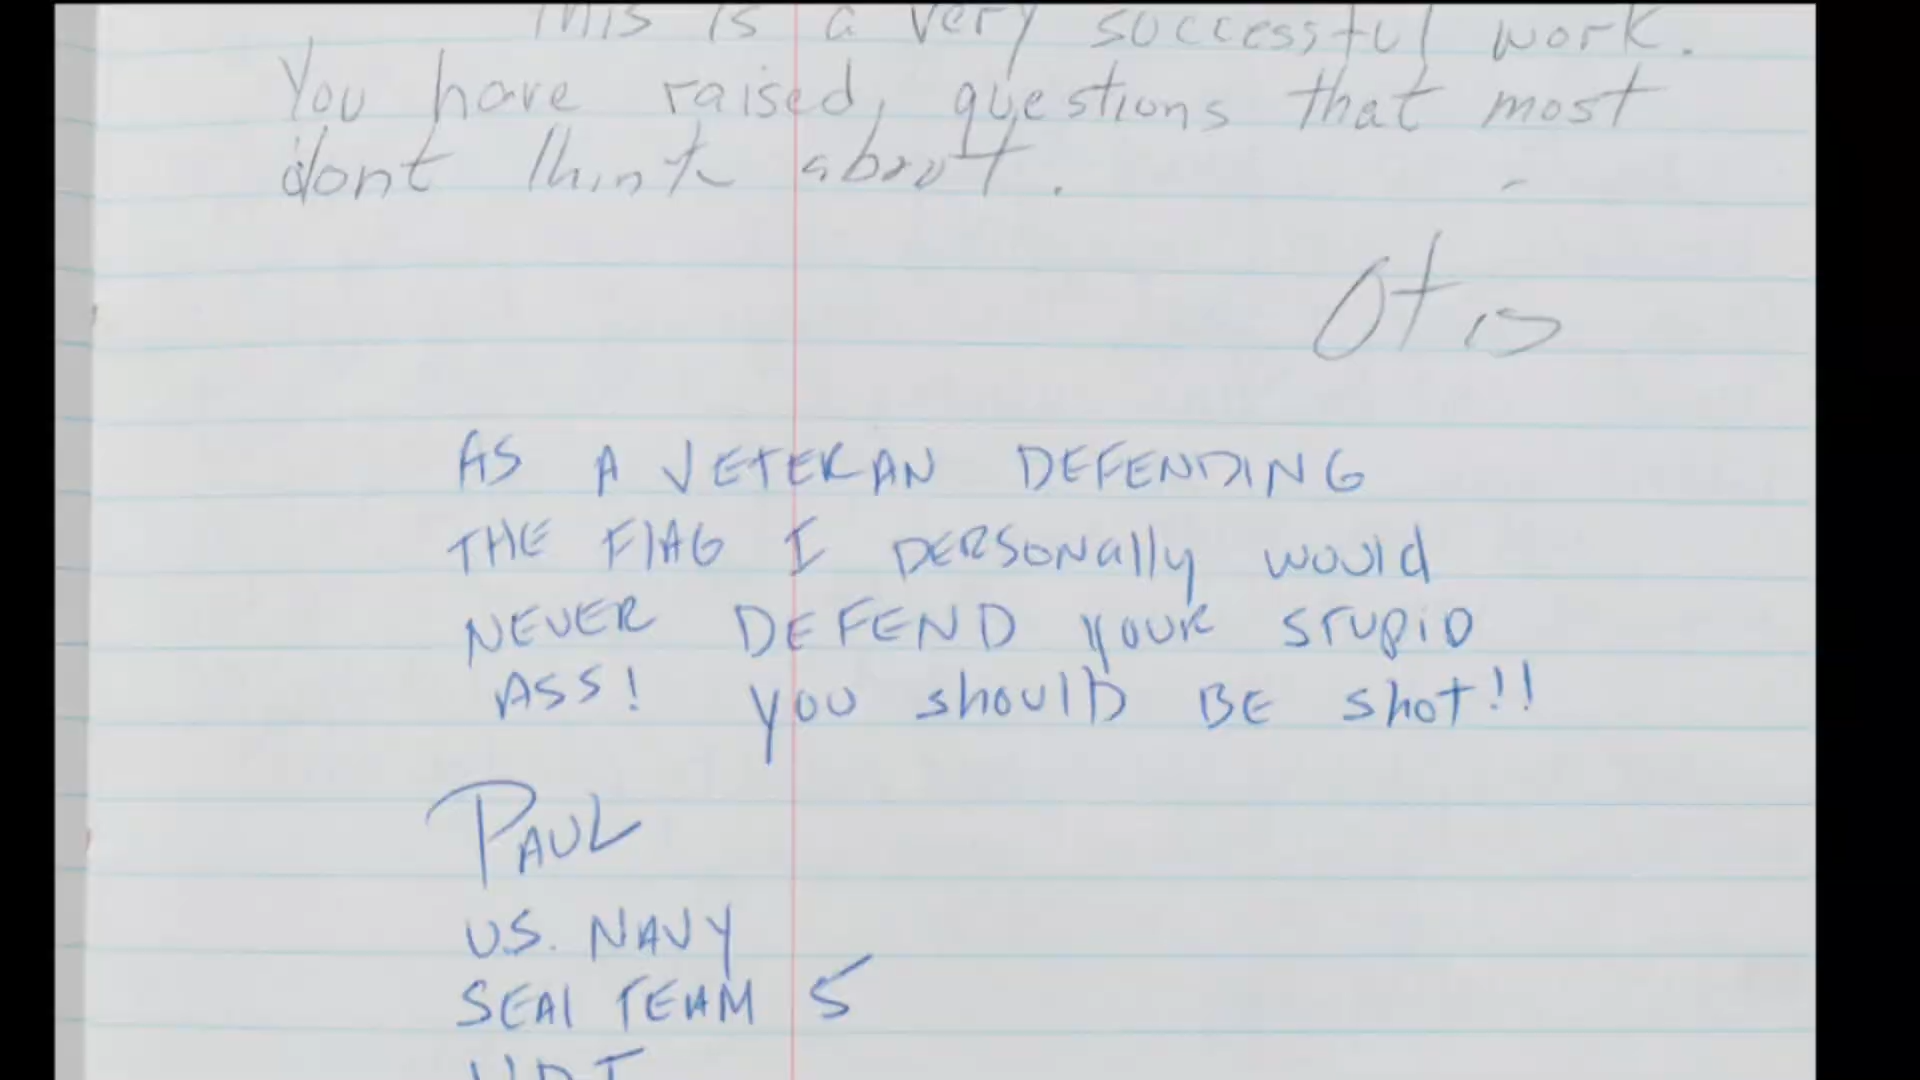 This is a very successful work.
You have raised, questions that most
dont think about.
Otis
AS A VETERAN DEFENDING
THE FlAG I PERSONally would
NEVER DEFEND YOUR STUPID
ASS! you should BE shot!!
PAUL
U.S. NAVY
SEAl TEAM 5
UDT